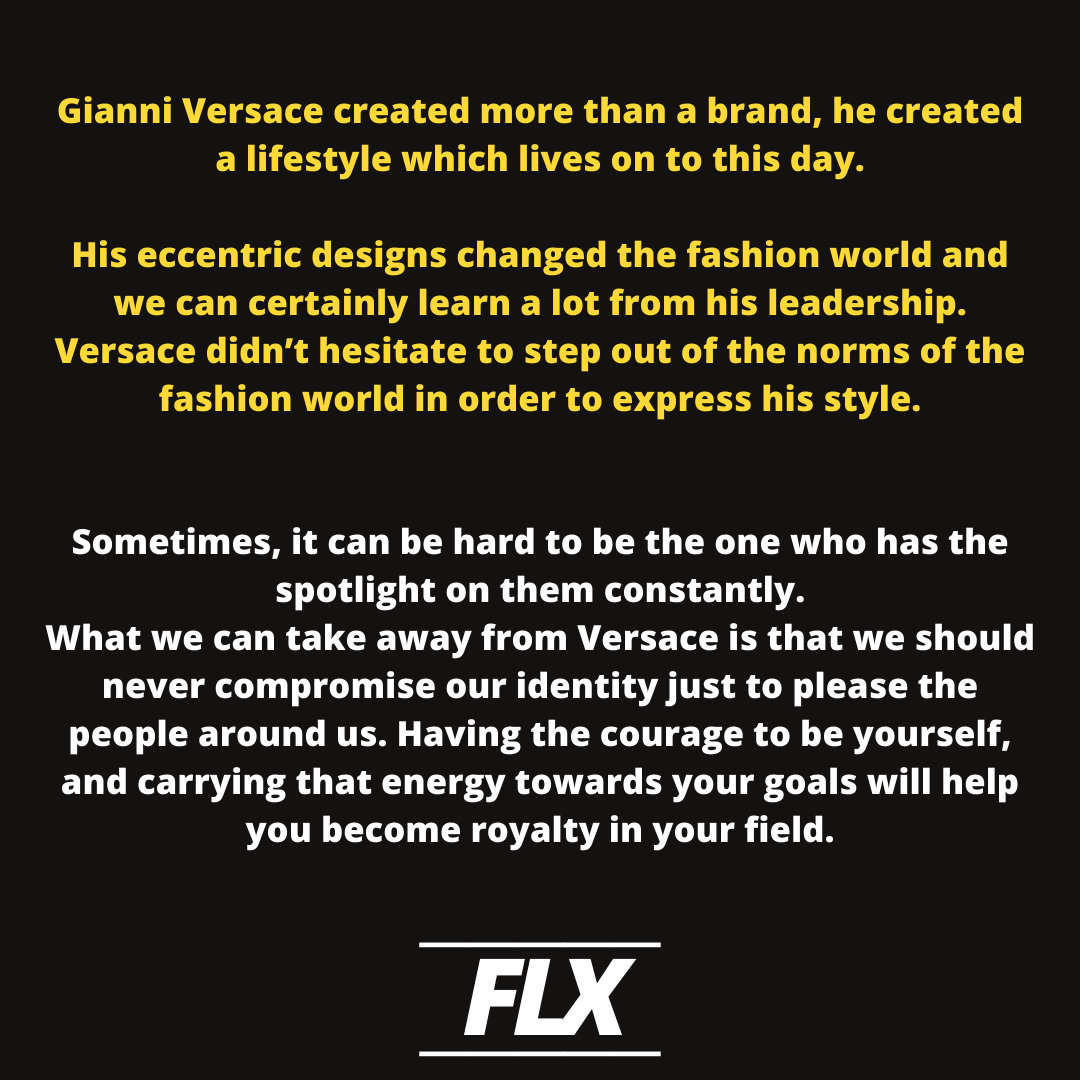 Gianni Versace created more than a brand, he created
a lifestyle which lives on to this day.
His eccentric designs changed the fashion world and
we can certainly learn a lot from his leadership.
Versace didn’t hesitate to step out of the norms of the
fashion world in order to express his style.
Sometimes, it can be hard to be the one who has the
spotlight on them constantly.
What we can take away from Versace is that we should
never compromise our identity just to please the
people around us. Having the courage to be yourself,
and carrying that energy towards your goals will help
you become royalty in your field.
FLX